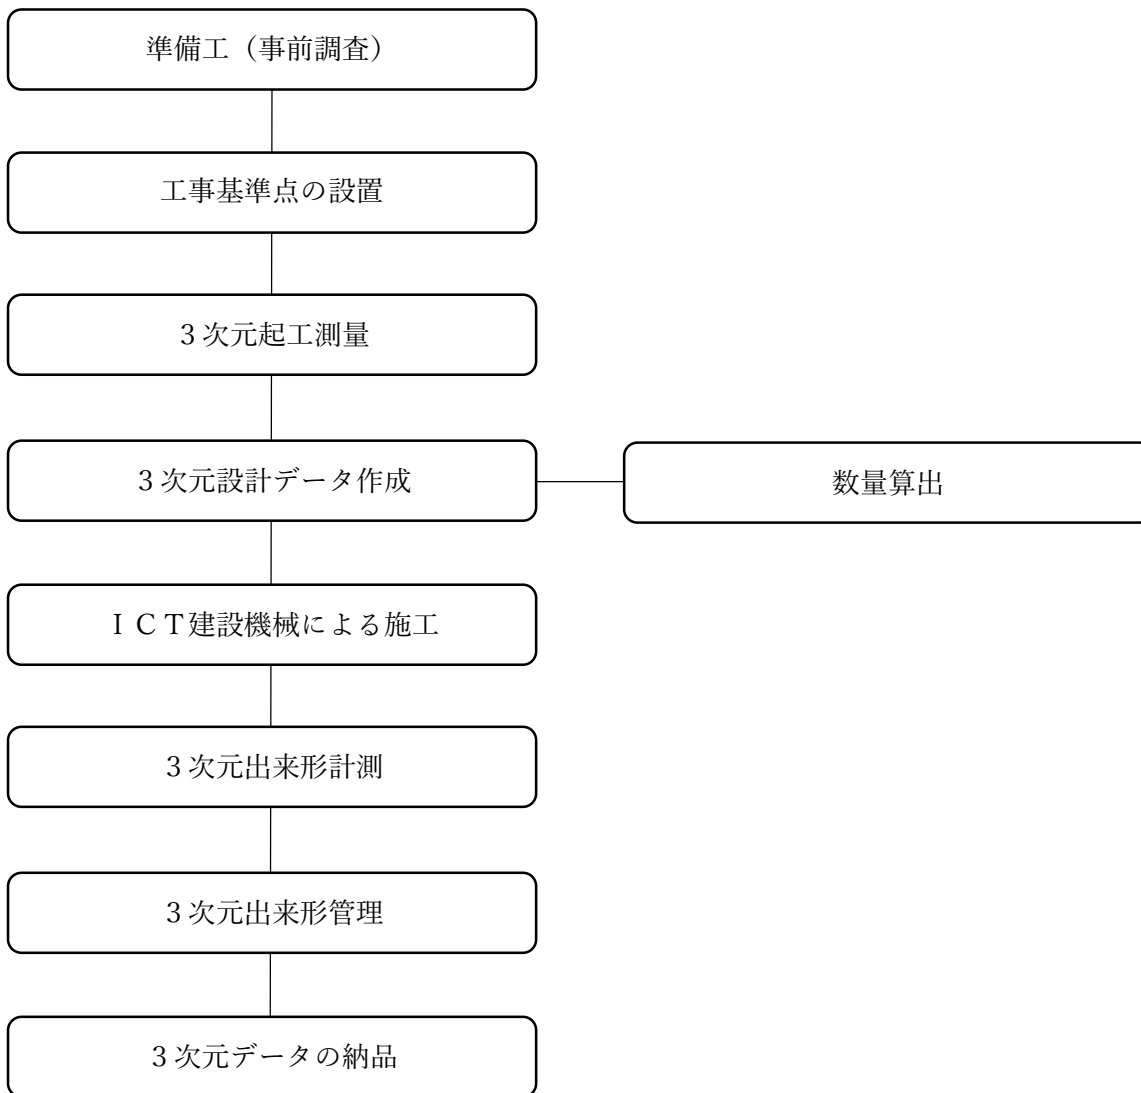 準備工（事前調査）
工事基準点の設置
３次元起工測量
３次元設計データ作成
数量算出
ＩＣＴ建設機械による施工
３次元出来形計測
３次元出来形管理
３次元データの納品